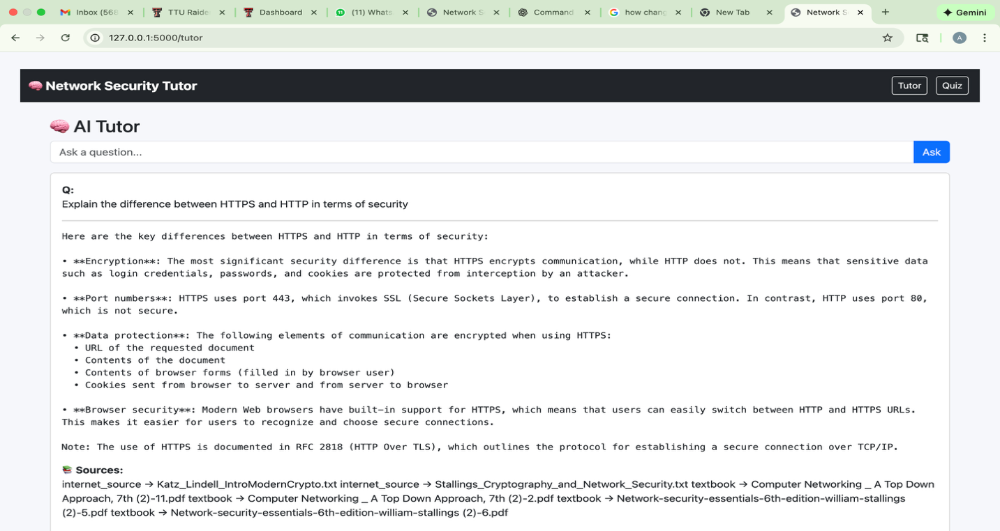 Inbox (568
TTU Raide
Dashboard
(11) Whats
Network S
Command
how chang
New Tab
Network S
Gemini
127.0.0.1:5000/tutor
A
Network Security Tutor
Tutor
Quiz
AI Tutor
Ask a question...
Ask
Q:
Explain the difference between HTTPS and HTTP in terms of security
Here are the key differences between HTTPS and HTTP in terms of security:
• **Encryption**: The most significant security difference is that HTTPS encrypts communication, while HTTP does not. This means that sensitive data
such as login credentials, passwords, and cookies are protected from interception by an attacker.
• **Port numbers**: HTTPS uses port 443, which invokes SSL (Secure Sockets Layer), to establish a secure connection. In contrast, HTTP uses port 80,
which is not secure.
• **Data protection**: The following elements of communication are encrypted when using HTTPS:
• URL of the requested document
• Contents of the document
• Contents of browser forms (filled in by browser user)
• Cookies sent from browser to server and from server to browser
• **Browser security**: Modern Web browsers have built-in support for HTTPS, which means that users can easily switch between HTTP and HTTPS URLs.
This makes it easier for users to recognize and choose secure connections.
Note: The use of HTTPS is documented in RFC 2818 (HTTP Over TLS), which outlines the protocol for establishing a secure connection over TCP/IP.
Sources:
internet_source → Katz_Lindell_IntroModernCrypto.txt internet_source → Stallings_Cryptography_and_Network_Security.txt textbook → Computer Networking _ A Top Down
Approach, 7th (2)-11.pdf textbook → Computer Networking _ A Top Down Approach, 7th (2)-2.pdf textbook → Network-security-essentials-6th-edition-william-stallings
(2)-5.pdf textbook → Network-security-essentials-6th-edition-william-stallings (2)-6.pdf